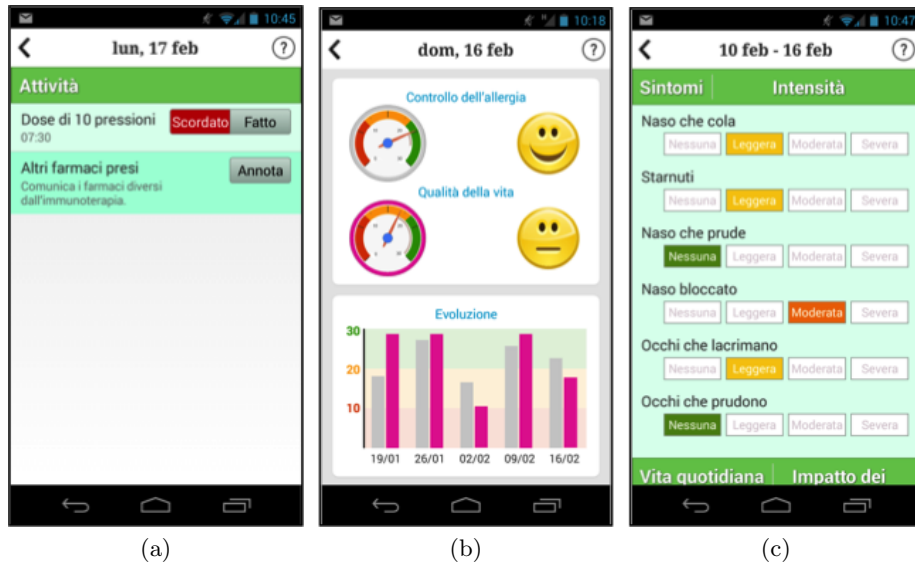 10:45
lun, 17 feb
?
Attività
Dose di 10 pressioni
07:30
Scordato
Fatto
Altri farmaci presi
Comunica i farmaci diversi
dall'immunoterapia.
Annota
(a)
10:18
dom, 16 feb
?
Controllo dell'allergia
Qualità della vita
Evoluzione
30
20
10
19/01 26/01 02/02 09/02 16/02
(b)
10:47
10 feb - 16 feb
?
Sintomi Intensità
Naso che cola
Nessuna Leggera Moderata Severa
Starnuti
Nessuna Leggera Moderata Severa
Naso che prude
Nessuna Leggera Moderata Severa
Naso bloccato
Nessuna Leggera Moderata Severa
Occhi che lacrimano
Nessuna Leggera Moderata Severa
Occhi che prudono
Nessuna Leggera Moderata Severa
Vita quotidiana Impatto dei
(c)